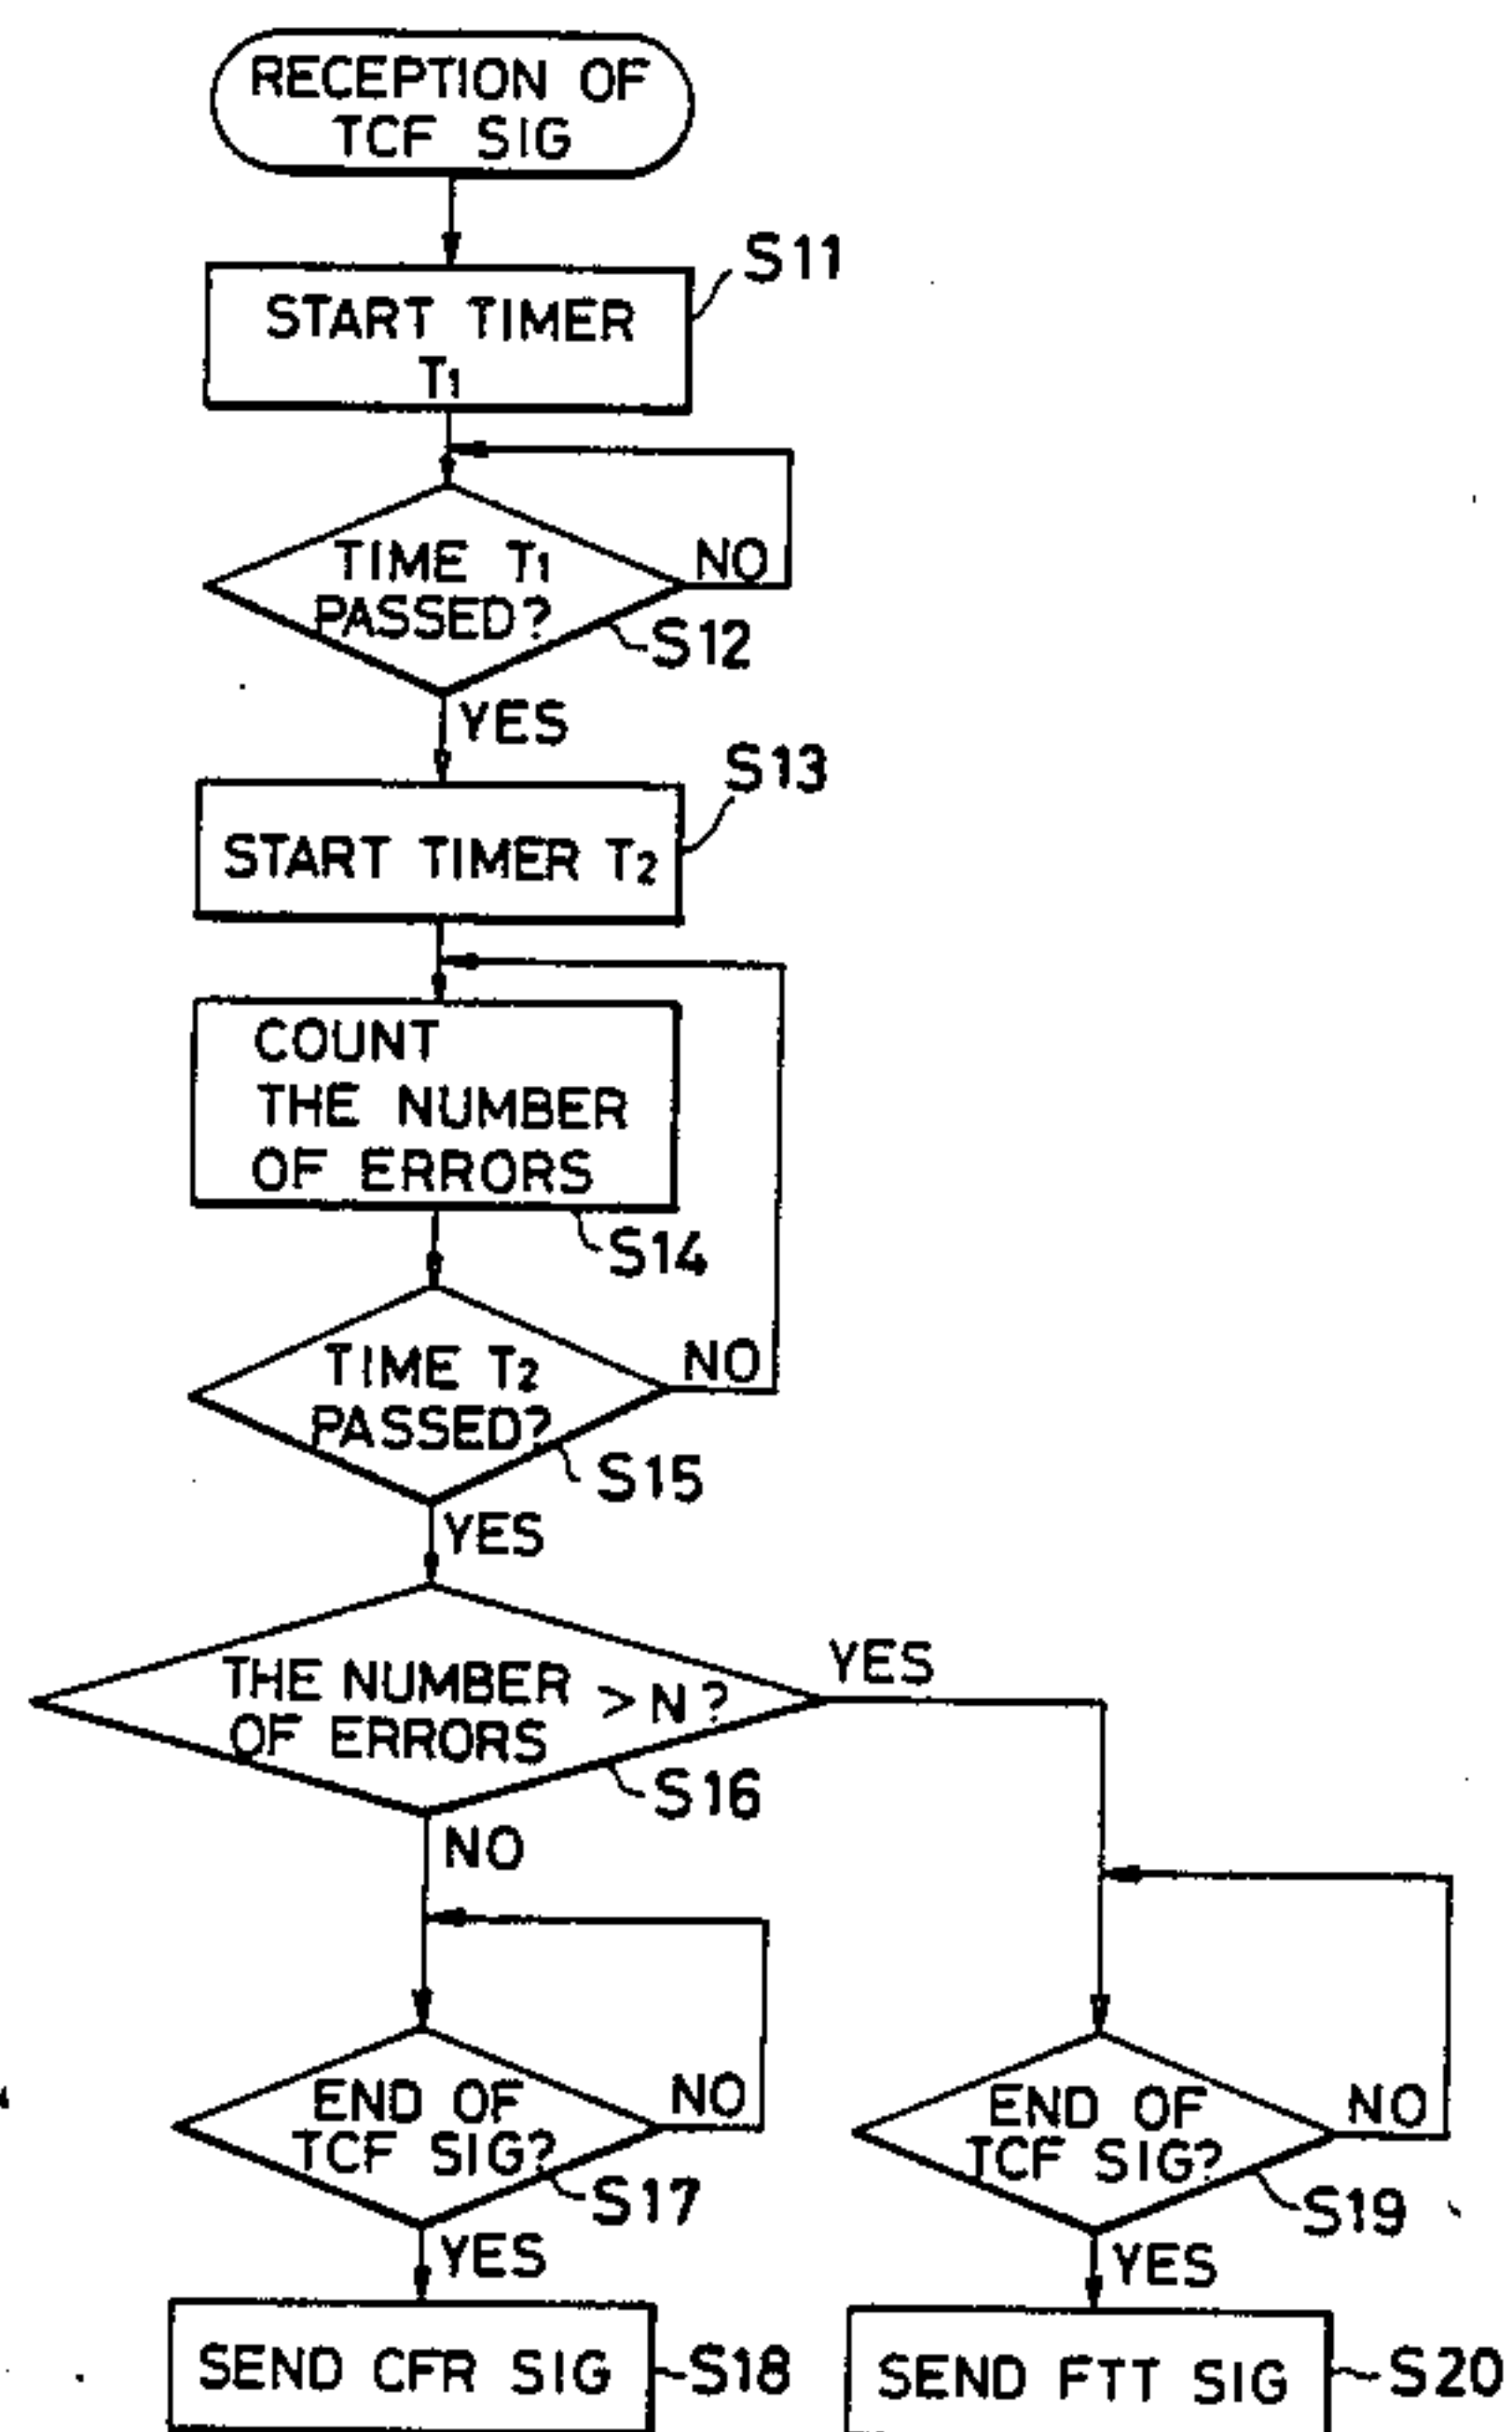 RECEPTION OF
TCF SIG
S11
START TIMER
T1
TIME T1
PASSED?
NO
S12
YES
S13
START TIMER T2
COUNT
THE NUMBER
OF ERRORS
S14
TIME T2
PASSED?
NO
S15
YES
THE NUMBER
OF ERRORS
> N?
YES
S16
NO
END OF
TCF SIG?
NO
S17
YES
SEND CFR SIG
S18
END OF
TCF SIG?
NO
S19
YES
SEND FTT SIG
S20